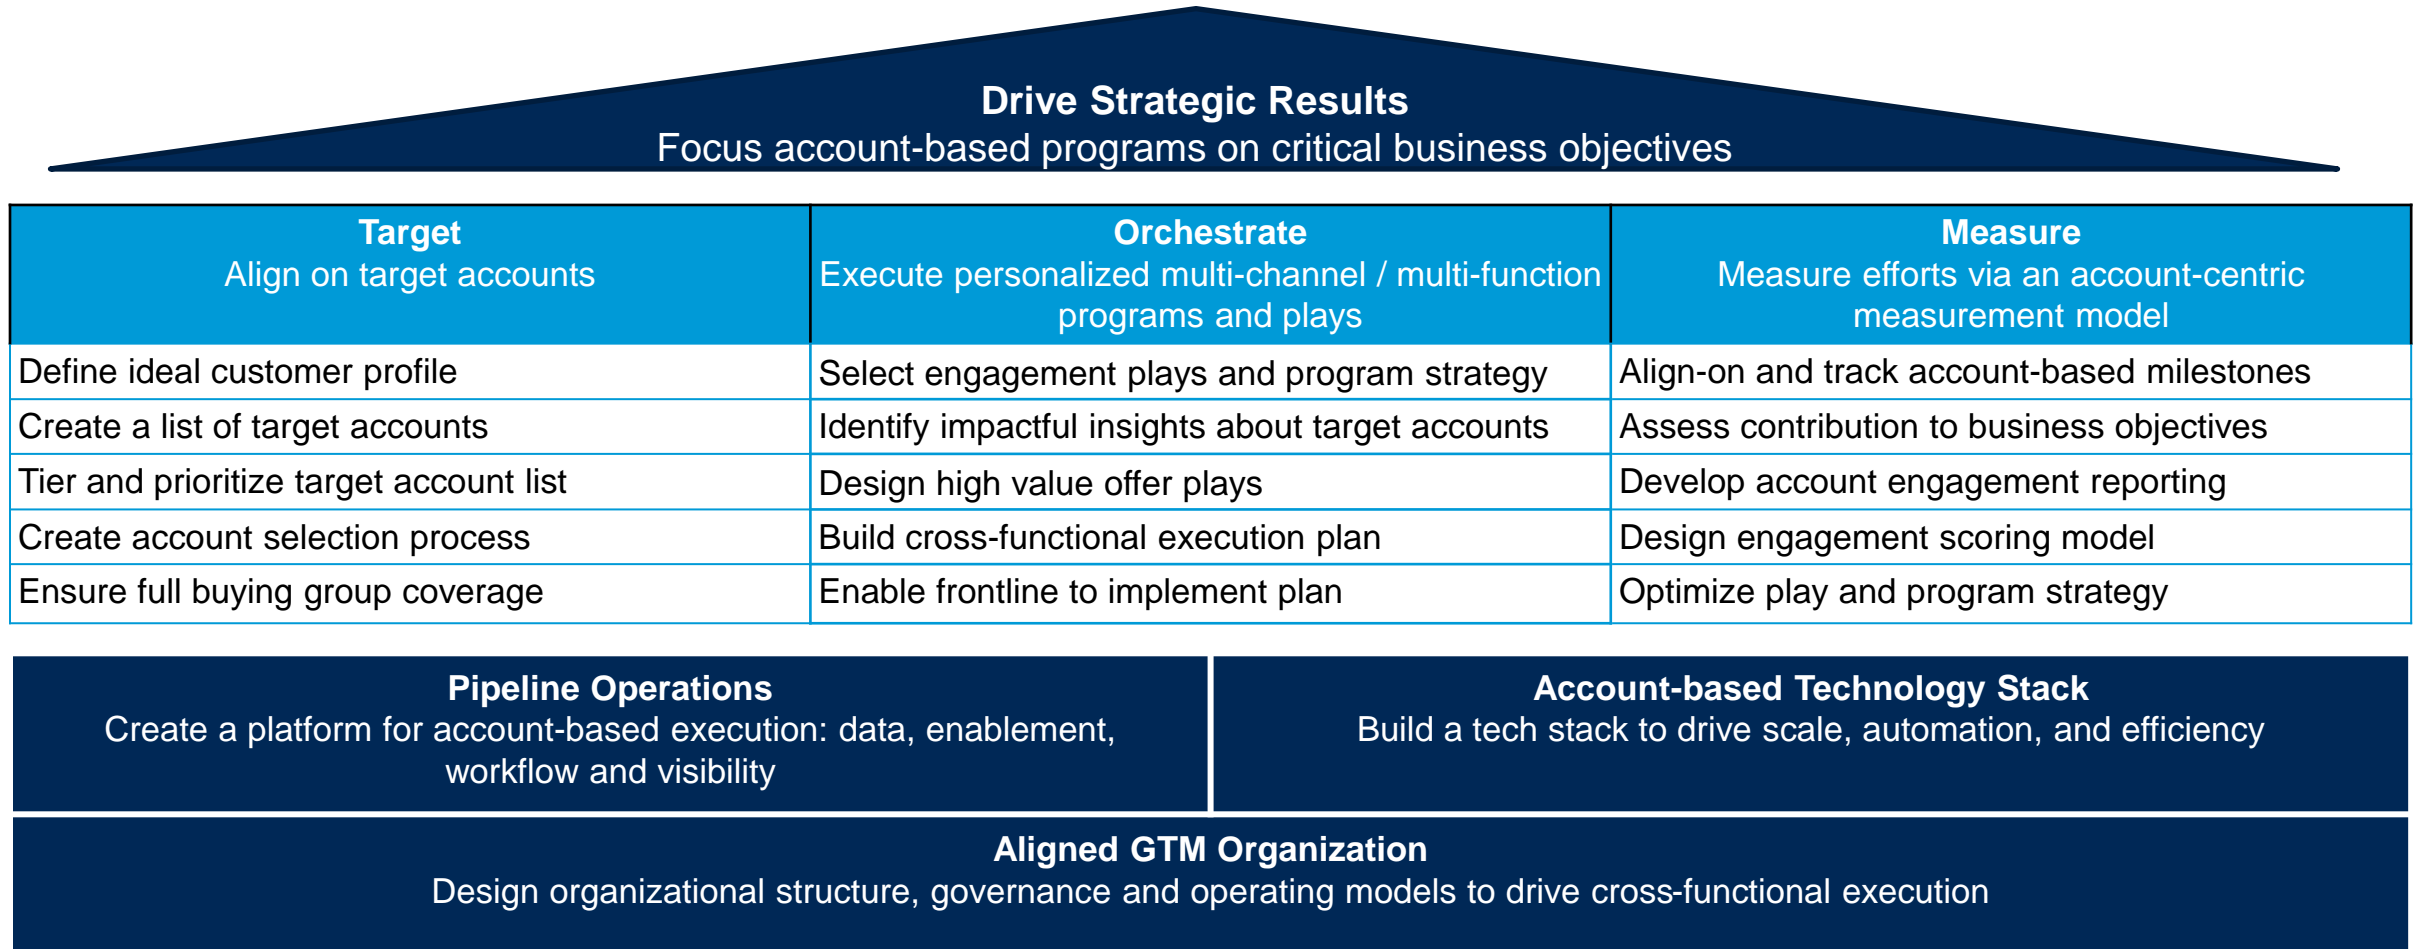 Drive Strategic Results
Focus account-based programs on critical business objectives
Target
Align on target accounts
Orchestrate
Execute personalized multi-channel / multi-function
programs and plays
Measure
Measure efforts via an account-centric
measurement model
Define ideal customer profile
Select engagement plays and program strategy
Align-on and track account-based milestones
Create a list of target accounts
Identify impactful insights about target accounts
Assess contribution to business objectives
Tier and prioritize target account list
Design high value offer plays
Develop account engagement reporting
Create account selection process
Build cross-functional execution plan
Design engagement scoring model
Ensure full buying group coverage
Enable frontline to implement plan
Optimize play and program strategy
Pipeline Operations
Create a platform for account-based execution: data, enablement,
workflow and visibility
Account-based Technology Stack
Build a tech stack to drive scale, automation, and efficiency
Aligned GTM Organization
Design organizational structure, governance and operating models to drive cross-functional execution